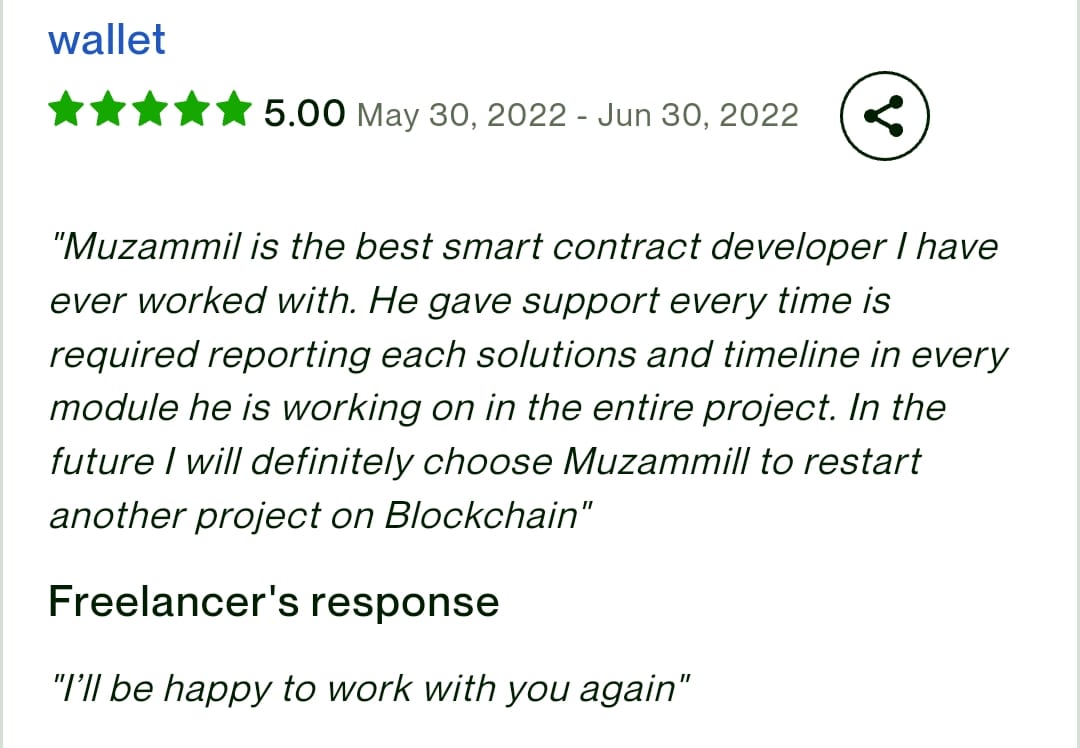 wallet
5.00 May 30, 2022 - Jun 30, 2022
"Muzammil is the best smart contract developer I have
ever worked with. He gave support every time is
required reporting each solutions and timeline in every
module he is working on in the entire project. In the
future I will definitely choose Muzammill to restart
another project on Blockchain"
Freelancer's response
"I’ll be happy to work with you again"